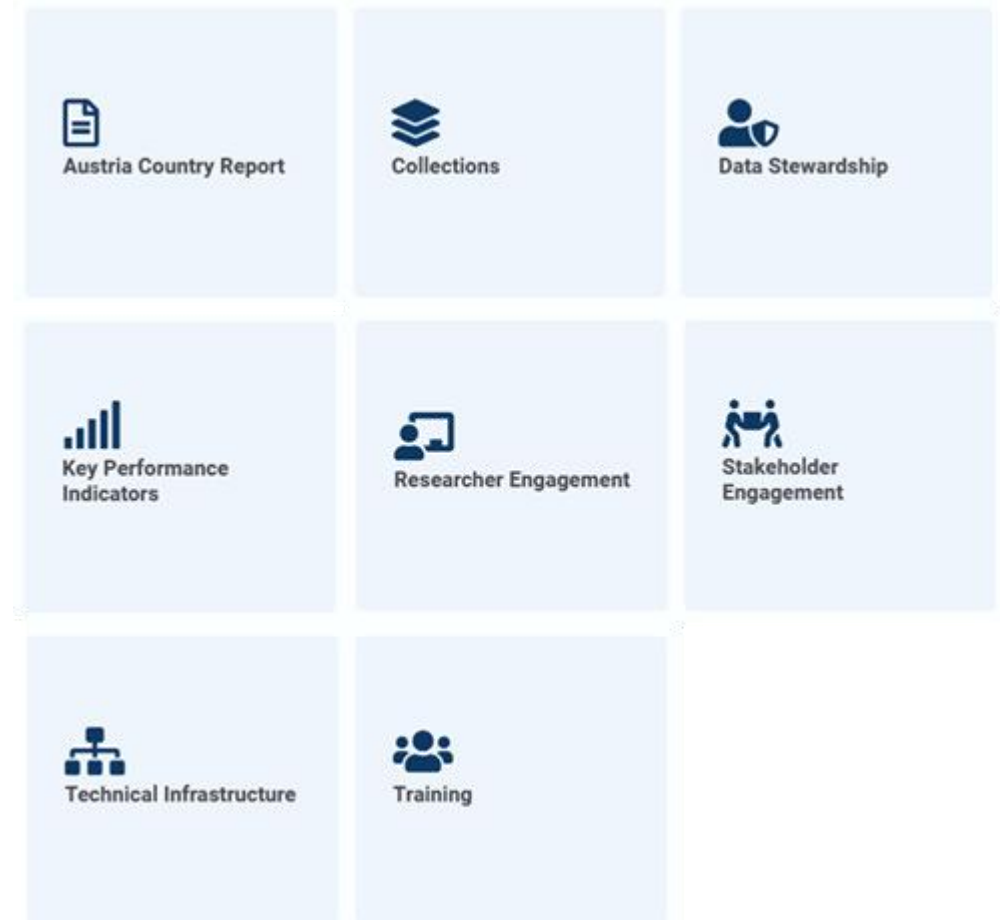 Austria Country Report
Collections
Data Stewardship
Key Performance
Indicators
Researcher Engagement
Stakeholder
Engagement
Technical Infrastructure
Training